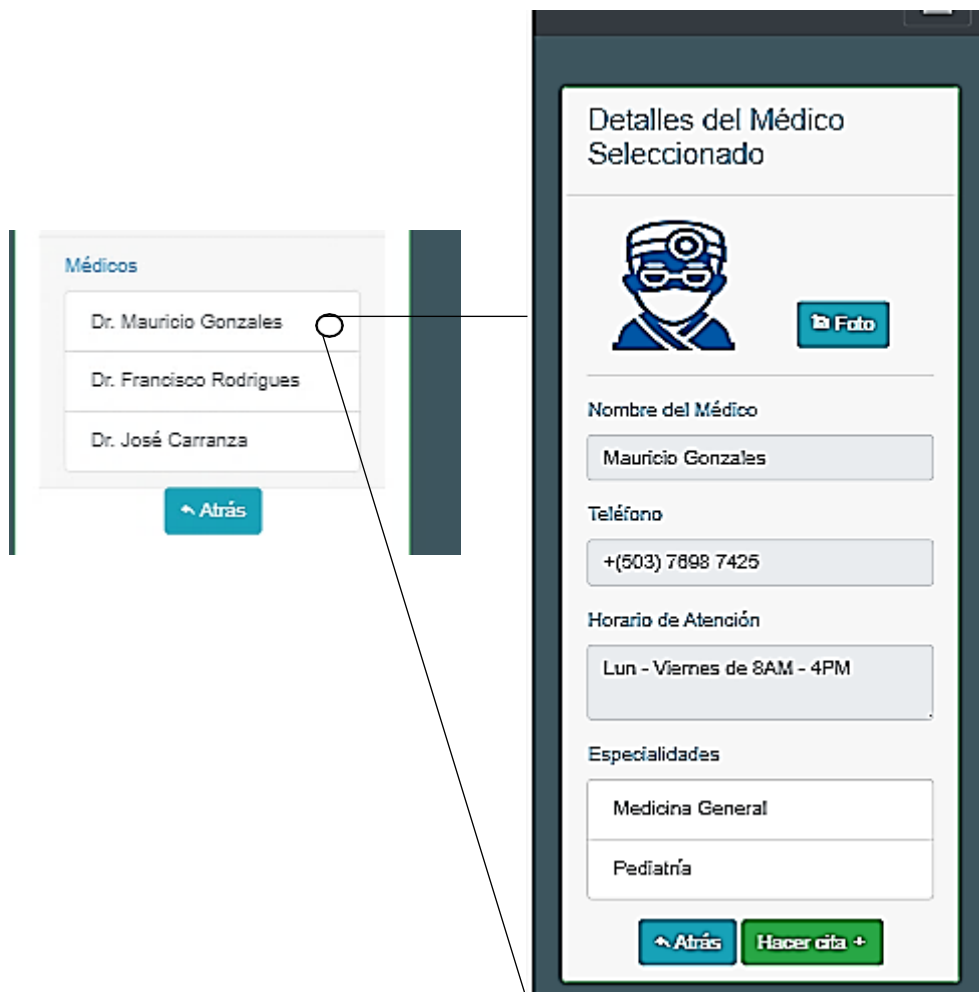 Médicos
Dr. Mauricio Gonzales
Dr. Francisco Rodrigues
Dr. José Carranza
Atrás
Detalles del Médico
Seleccionado
Foto
Nombre del Médico
Mauricio Gonzales
Teléfono
+(503) 7698 7425
Horario de Atención
Lun - Viernes de 8AM - 4PM
Especialidades
Medicina General
Pediatría
Atrás
Hacer cita +